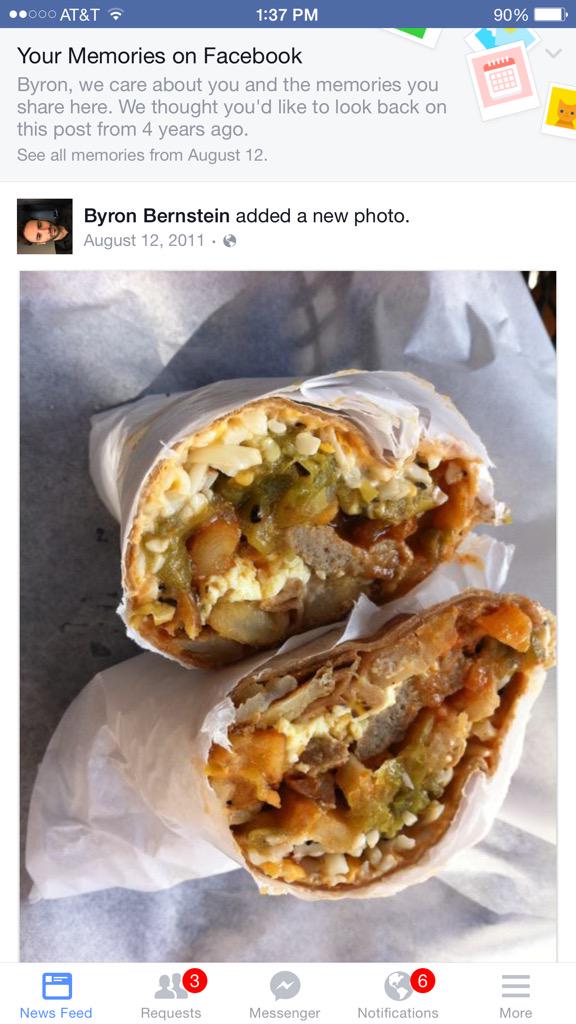 AT&T 1:37 PM 90%
Your Memories on Facebook
Byron, we care about you and the memories you
share here. We thought you'd like to look back on
this post from 4 years ago.
See all memories from August 12.
Byron Bernstein added a new photo.
August 12, 2011 ·
3
6
News Feed Requests Messenger Notifications More